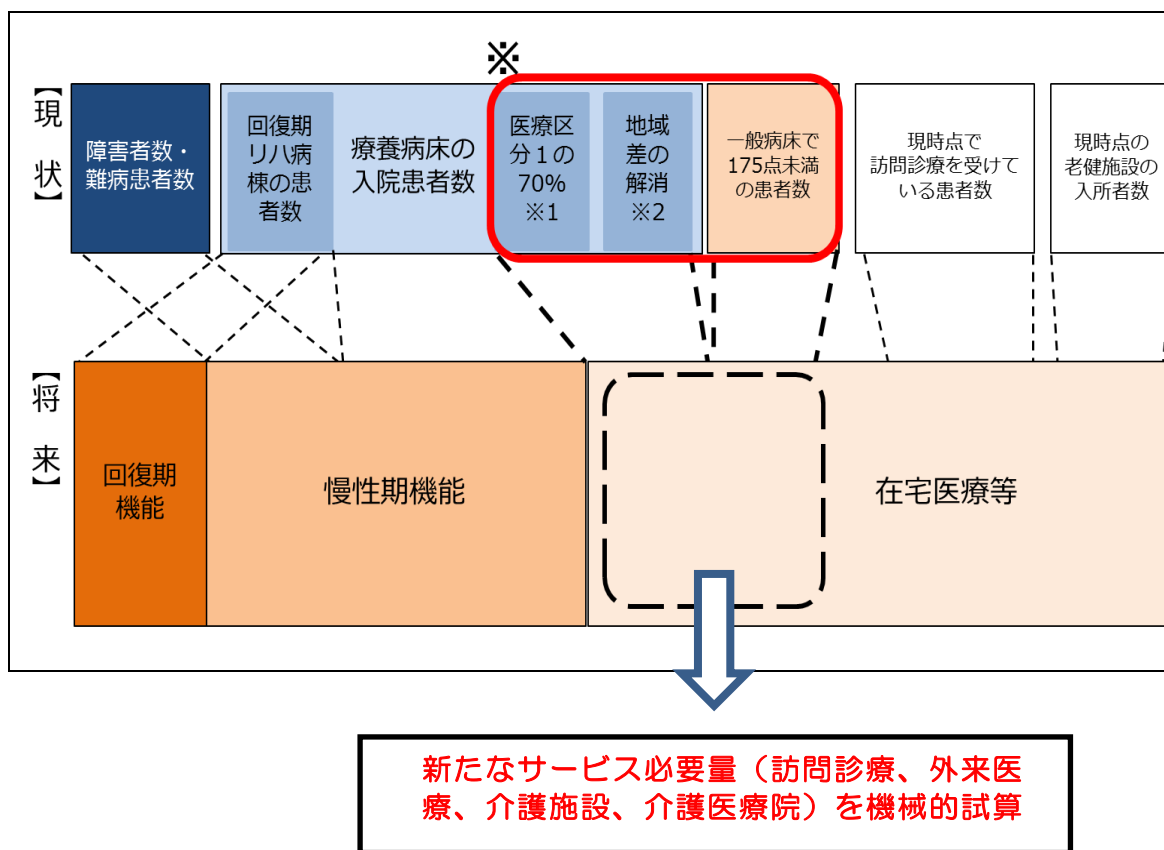 ※
【現状】
障害者数・
難病患者数
回復期
リハ病
棟の患
者数
療養病床の
入院患者数
医療区
分1の
70%
※1
地域
差の
解消
※2
一般病床で
175点未満
の患者数
現時点で
訪問診療を受けて
いる患者数
現時点の
老健施設の
入所者数
【将来】
回復期
機能
慢性期機能
在宅医療等
新たなサービス必要量（訪問診療、外来医
療、介護施設、介護医療院）を機械的試算